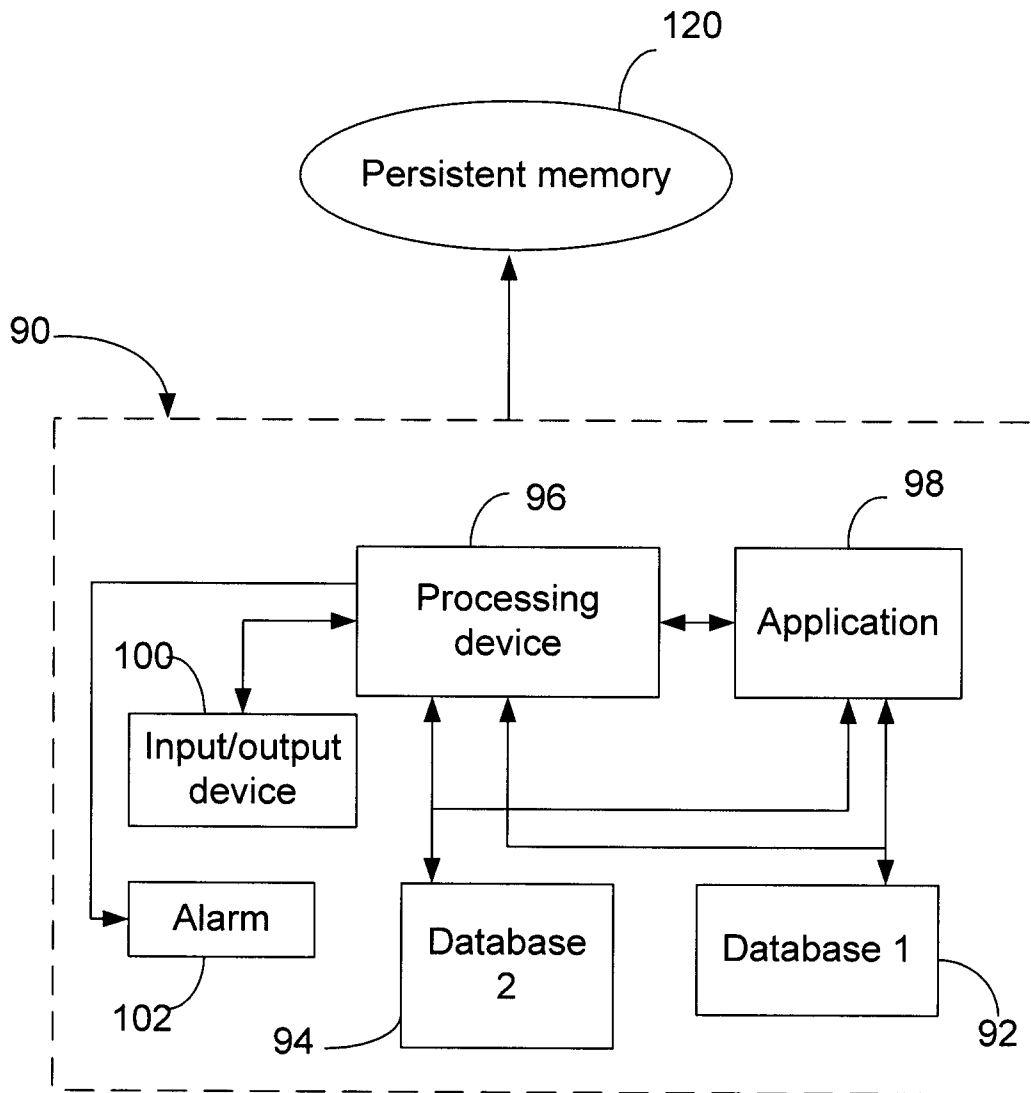 120
Persistent memory
90
96
98
Processing
device
Application
100
Input/output
device
Alarm
102
Database
2
94
Database 1
92